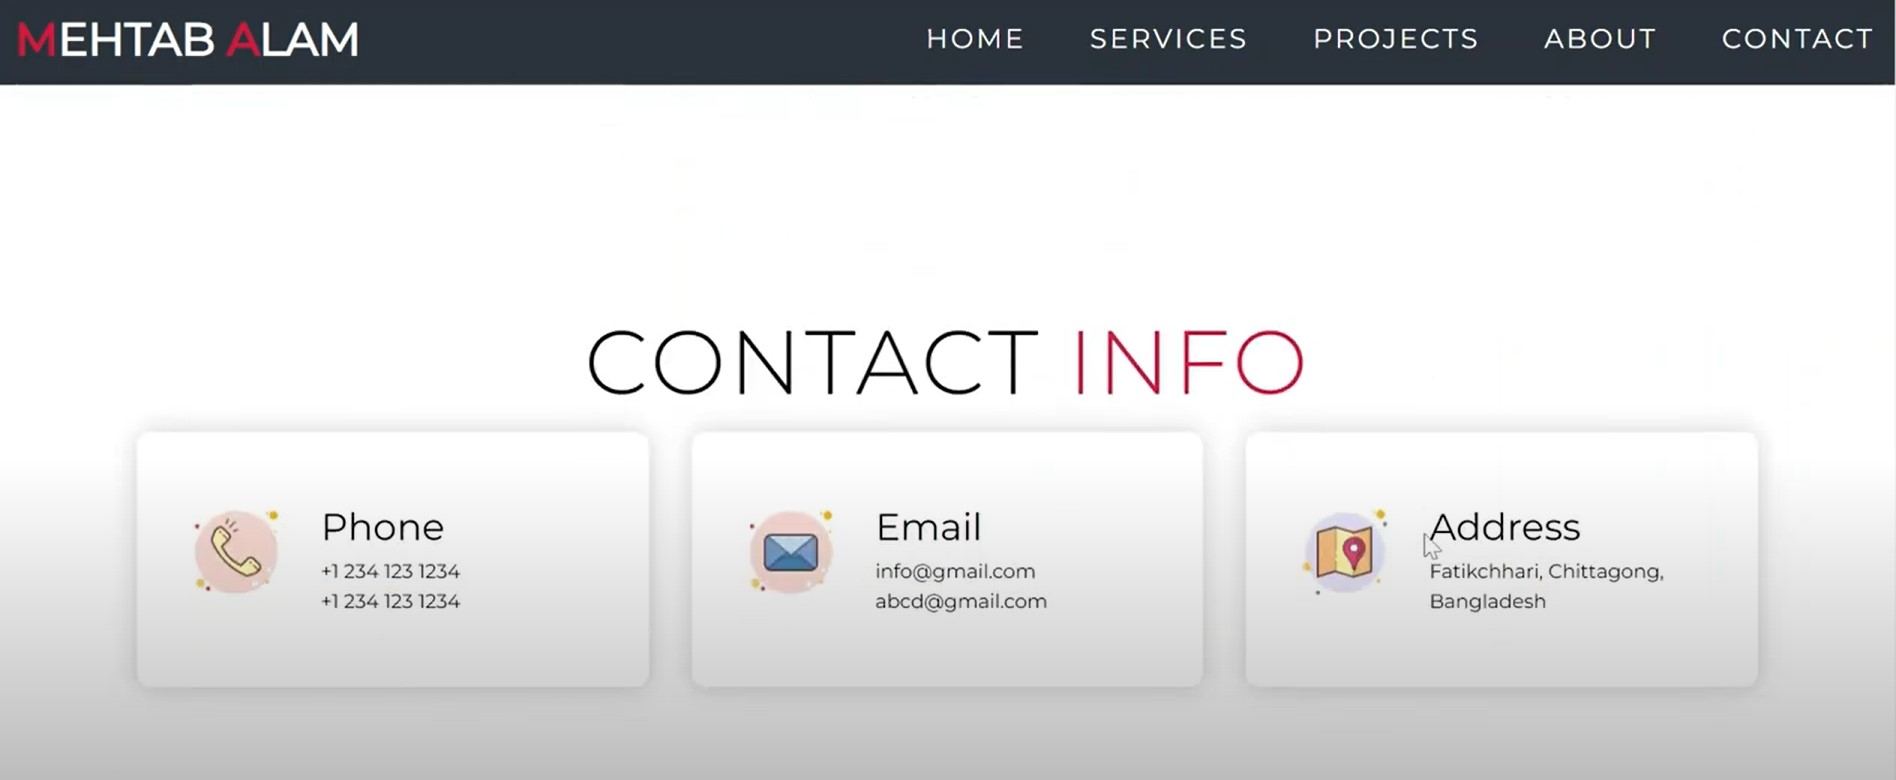 MEHTAB ALAM
HOME SERVICES PROJECTS ABOUT CONTACT
CONTACT INFO
Phone
+1 234 123 1234
+1 234 123 1234
Email
info@gmail.com
abcd@gmail.com
Address
Fatikchhari, Chittagong,
Bangladesh